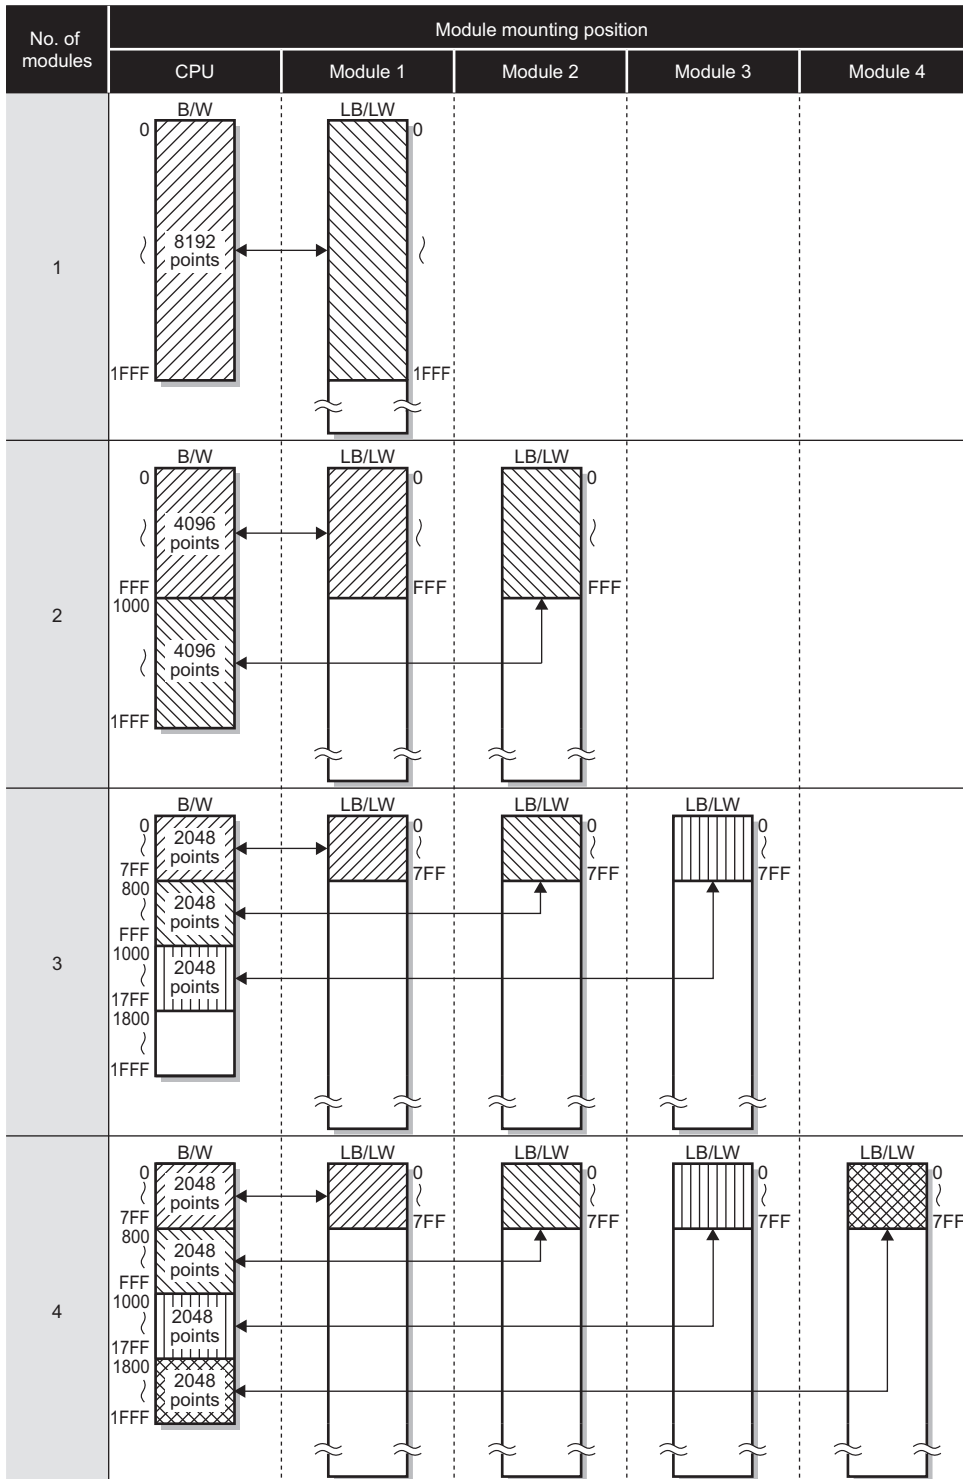 No. of
modules
Module mounting position
CPU
Module 1
Module 2
Module 3
Module 4
1
B/W
0
8192
points
1FFF
LB/LW
0
1FFF
2
B/W
0
4096
points
FFF
1000
4096
points
1FFF
LB/LW
0
FFF
LB/LW
0
FFF
3
B/W
0
2048
points
7FF
800
2048
points
FFF
1000
2048
points
17FF
1800
1FFF
LB/LW
0
7FF
LB/LW
0
7FF
LB/LW
0
7FF
4
B/W
0
2048
points
7FF
800
2048
points
FFF
1000
2048
points
17FF
1800
2048
points
1FFF
LB/LW
0
7FF
LB/LW
0
7FF
LB/LW
0
7FF
LB/LW
0
7FF